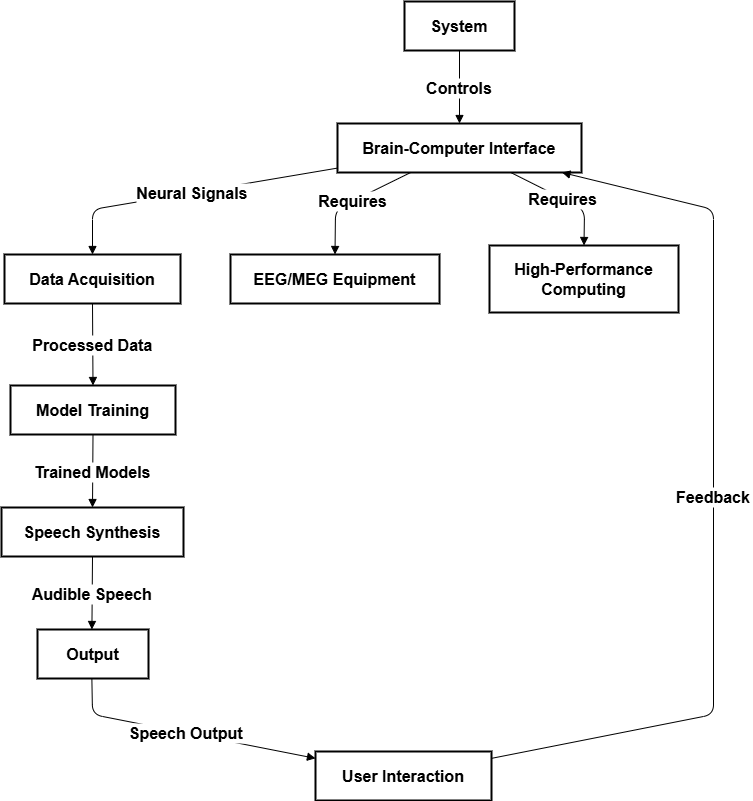 System
Controls
Brain-Computer Interface
Neural Signals
Requires
Requires
Data Acquisition
EEG/MEG Equipment
High-Performance
Computing
Processed Data
Model Training
Trained Models
Feedback
Speech Synthesis
Audible Speech
Output
Speech Output
User Interaction